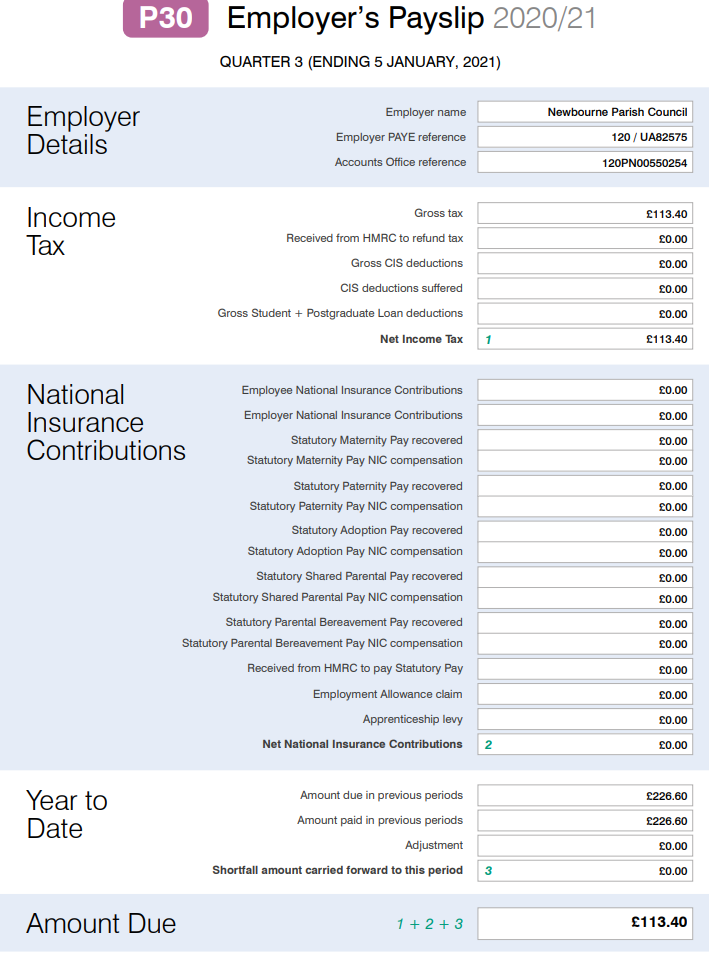 P30 Employer's Payslip 2020/21
QUARTER 3 (ENDING 5 JANUARY, 2021)
Employer
Details
Employer name Newbourne Parish Council
Employer PAYE reference 120 / UA82575
Accounts Office reference 120PN00550254
Income
Tax
Gross tax £113.40
Received from HMRC to refund tax £0.00
Gross CIS deductions £0.00
CIS deductions suffered £0.00
Gross Student + Postgraduate Loan deductions £0.00
Net Income Tax 1 £113.40
National
Insurance
Contributions
Employee National Insurance Contributions £0.00
Employer National Insurance Contributions £0.00
Statutory Maternity Pay recovered £0.00
Statutory Maternity Pay NIC compensation £0.00
Statutory Paternity Pay recovered £0.00
Statutory Paternity Pay NIC compensation £0.00
Statutory Adoption Pay recovered £0.00
Statutory Adoption Pay NIC compensation £0.00
Statutory Shared Parental Pay recovered £0.00
Statutory Shared Parental Pay NIC compensation £0.00
Statutory Parental Bereavement Pay recovered £0.00
Statutory Parental Bereavement Pay NIC compensation £0.00
Received from HMRC to pay Statutory Pay £0.00
Employment Allowance claim £0.00
Apprenticeship levy £0.00
Net National Insurance Contributions 2 £0.00
Year to
Date
Amount due in previous periods £226.60
Amount paid in previous periods £226.60
Adjustment £0.00
Shortfall amount carried forward to this period 3 £0.00
Amount Due 1 + 2 + 3 £113.40